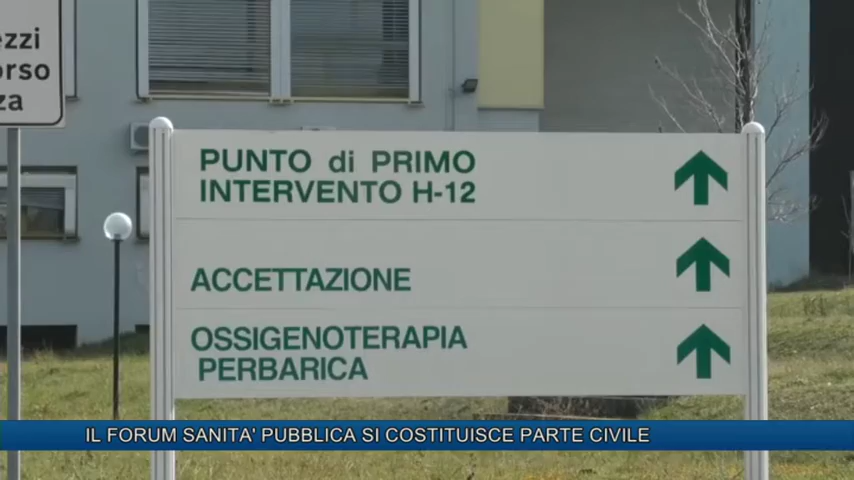 ezzi
orso
za
PUNTO di PRIMO
INTERVENTO H-12
ACCETTAZIONE
OSSIGENOTERAPIA
PERBARICA
IL FORUM SANITA' PUBBLICA SI COSTITUISCE PARTE CIVILE